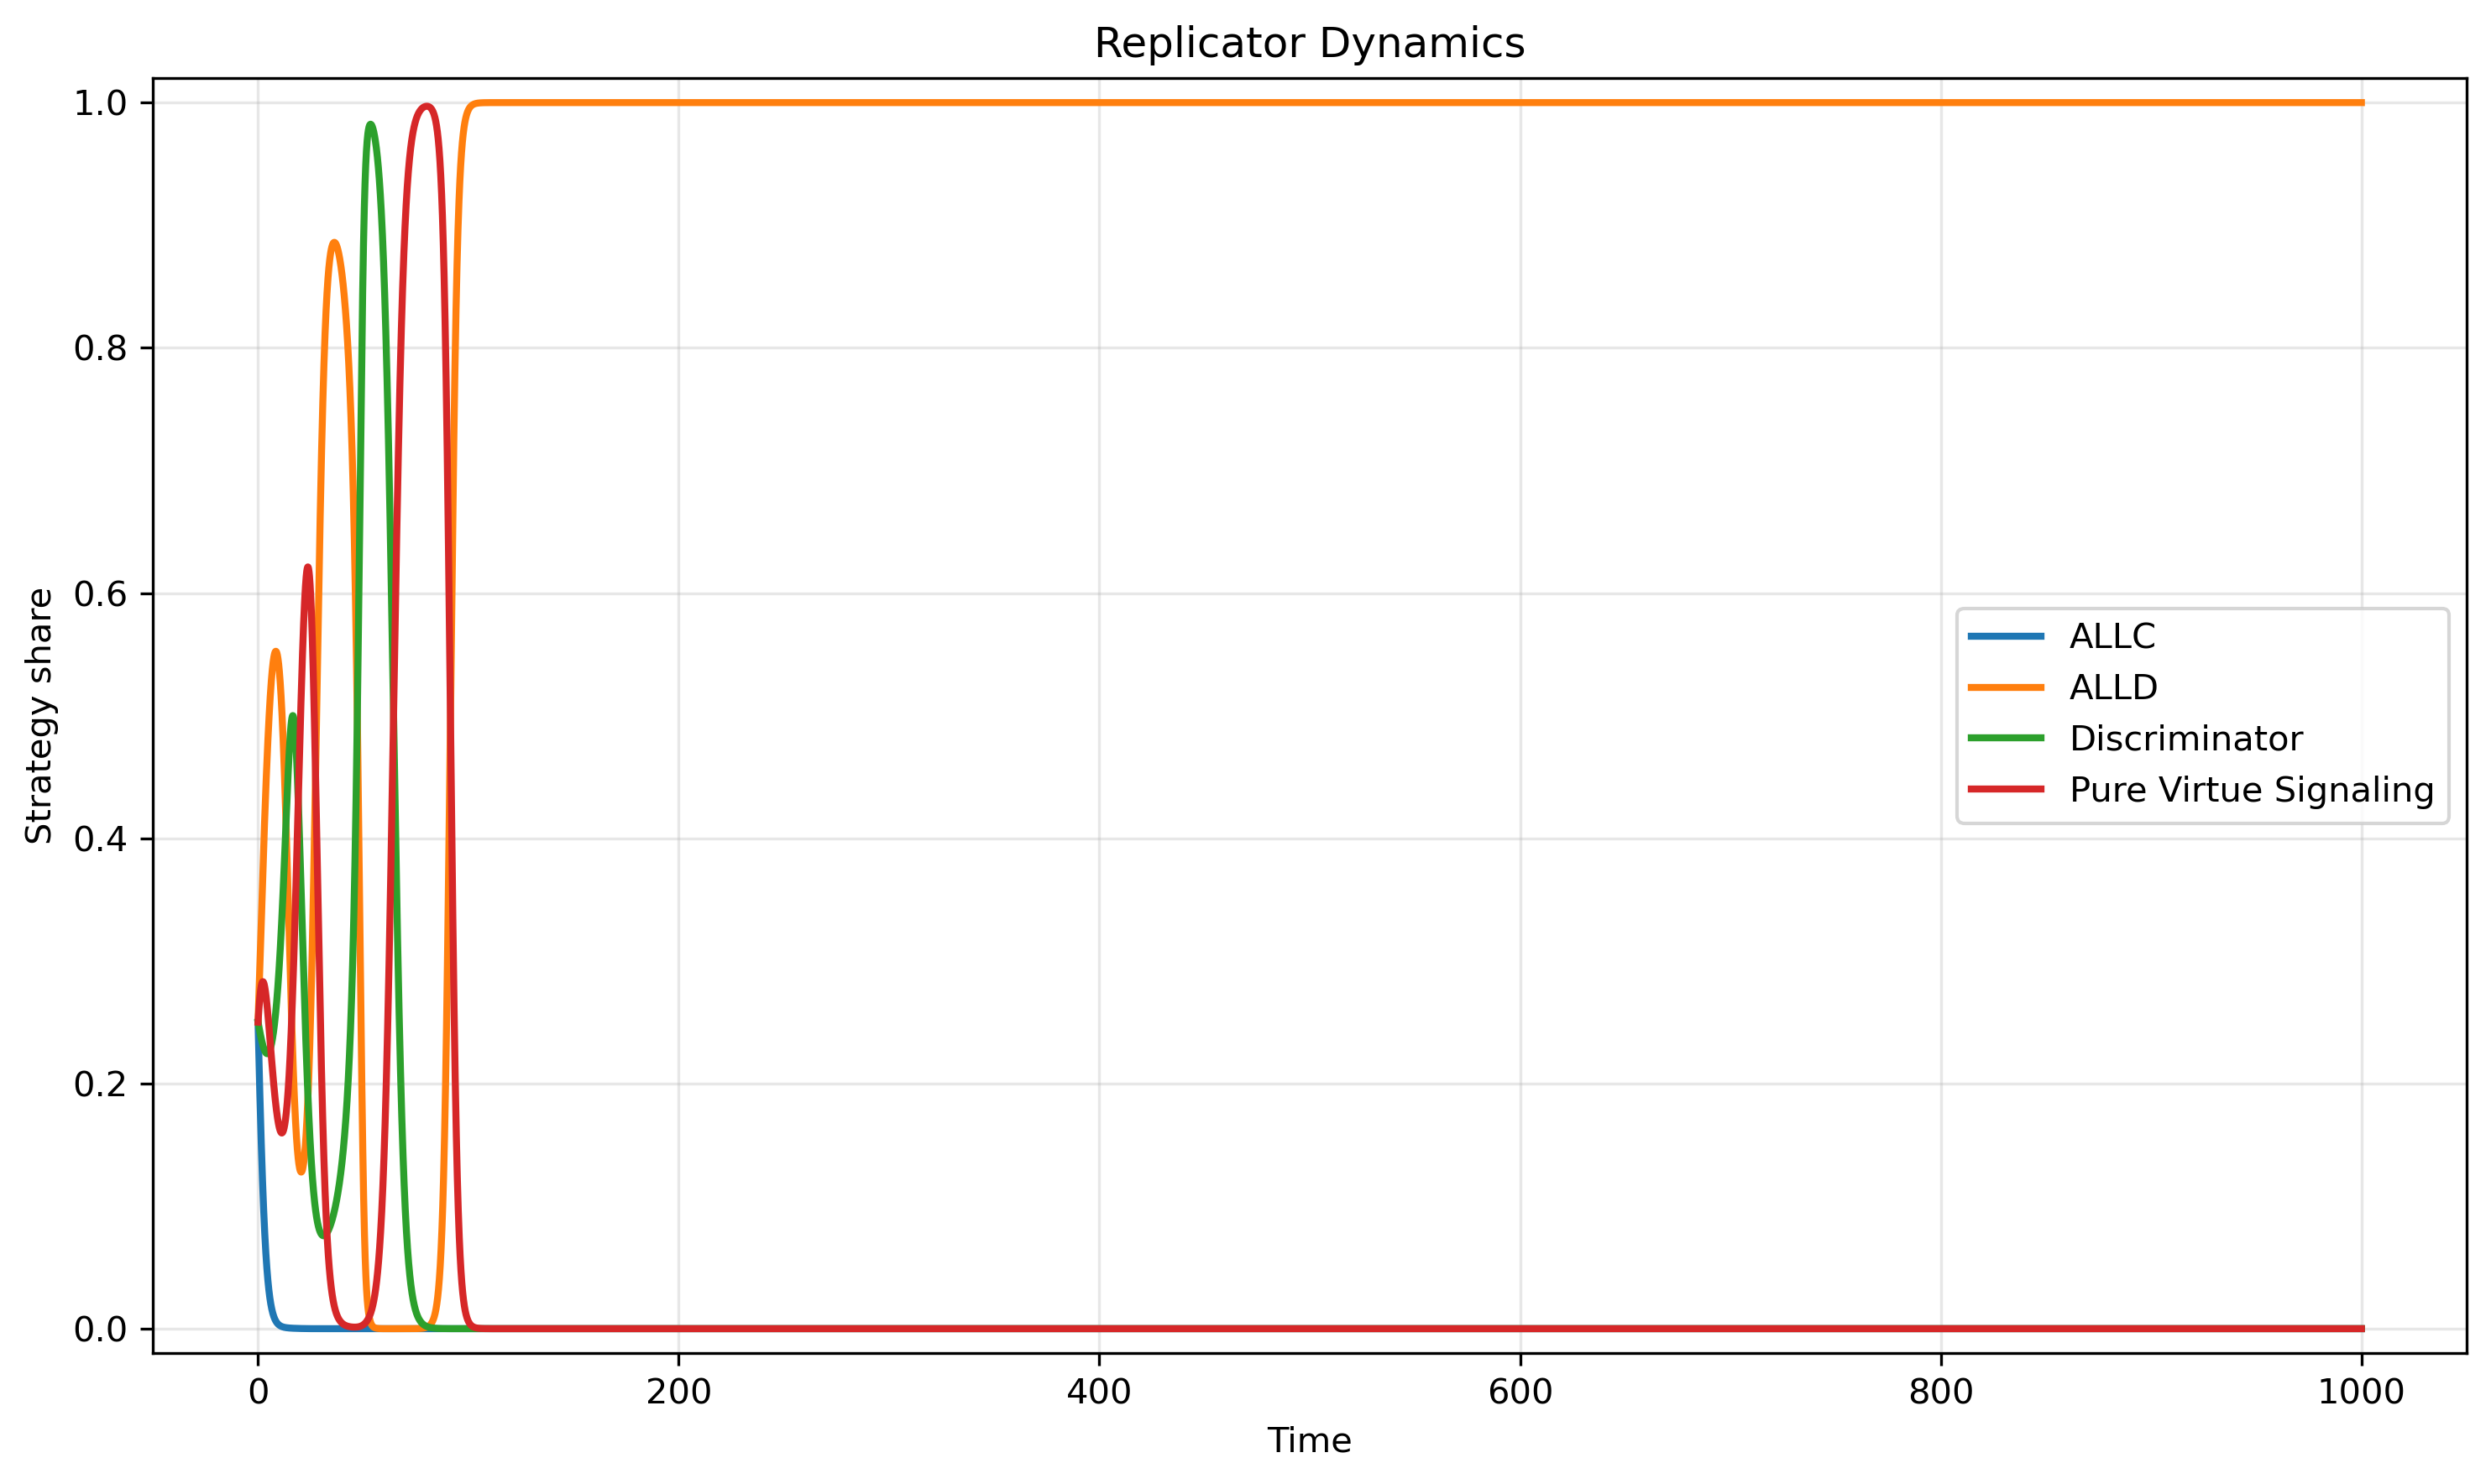 Replicator Dynamics
1.0
0.8
0.6
0.4
0.2
0.0
Strategy share
ALLC
ALLD
Discriminator
Pure Virtue Signaling
0
200
400
600
800
1000
Time